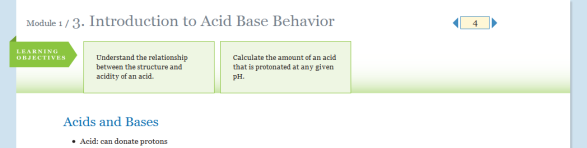 Module 1 / 3. Introduction to Acid Base Behavior
4
LEARNING
OBJECTIVES
Understand the relationship
between the structure and
acidity of an acid.
Calculate the amount of an acid
that is protonated at any given
pH.
Acids and Bases
• Acid: can donate protons